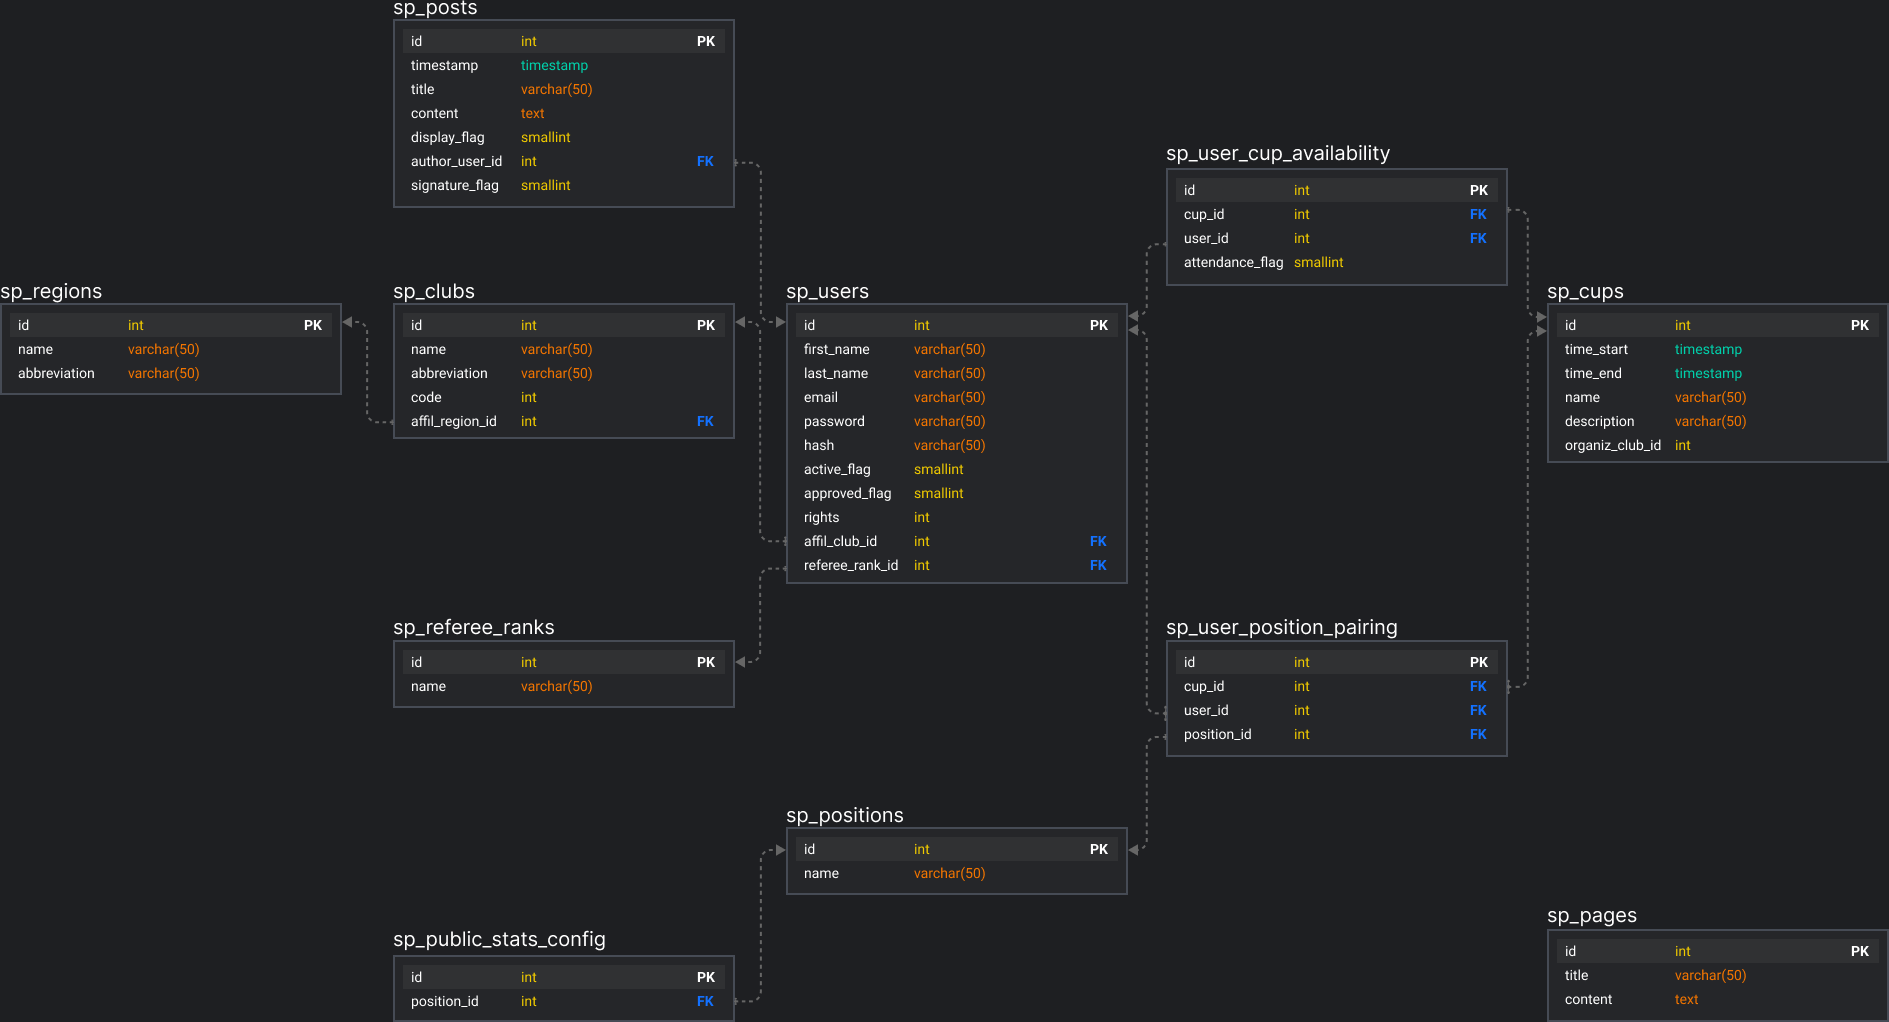 sp_posts
id int PK
timestamp timestamp
title varchar(50)
content text
display_flag smallint
author_user_id int FK
signature_flag smallint
sp_user_cup_availability
id int PK
cup_id int FK
user_id int FK
attendance_flag smallint
sp_regions
id int PK
name varchar(50)
abbreviation varchar(50)
sp_clubs
id int PK
name varchar(50)
abbreviation varchar(50)
code int
affil_region_id int FK
sp_users
id int PK
first_name varchar(50)
last_name varchar(50)
email varchar(50)
password varchar(50)
hash varchar(50)
active_flag smallint
approved_flag smallint
rights int
affil_club_id int FK
referee_rank_id int FK
sp_cups
id int PK
time_start timestamp
time_end timestamp
name varchar(50)
description varchar(50)
organiz_club_id int
sp_referee_ranks
id int PK
name varchar(50)
sp_user_position_pairing
id int PK
cup_id int FK
user_id int FK
position_id int FK
sp_positions
id int PK
name varchar(50)
sp_public_stats_config
id int PK
position_id int FK
sp_pages
id int PK
title varchar(50)
content text